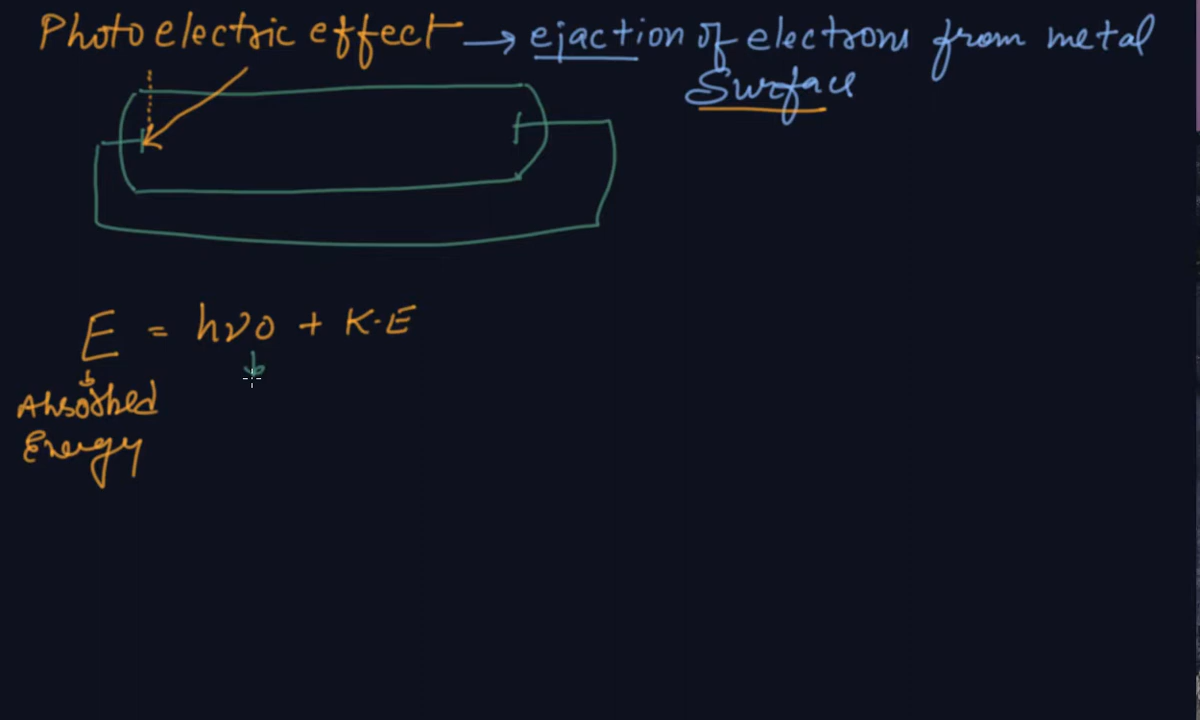 Photoelectric effect → ejaction of electrons from metal
Surface
E = hν0 + K·E
↓ ↓
Absorbed
Energy